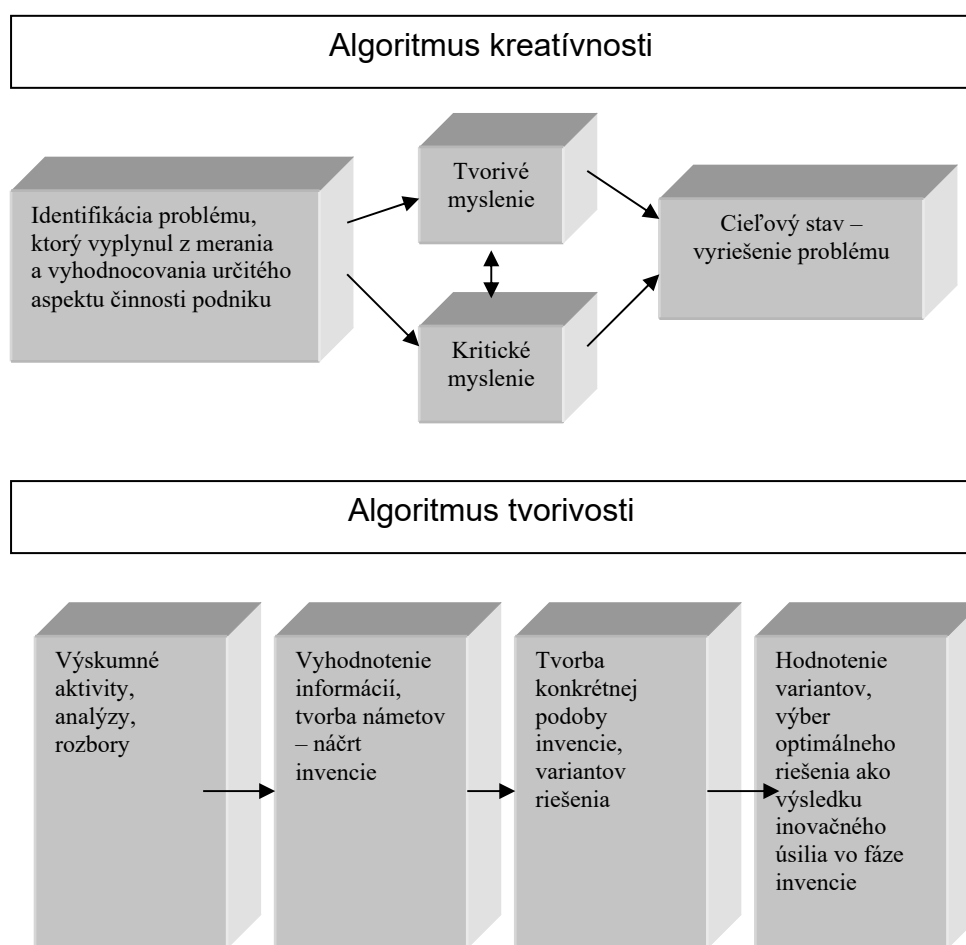 Algoritmus kreatívnosti
Identifikácia problému,
ktorý vyplynul z merania
a vyhodnocovania určitého
aspektu činnosti podniku
Tvorivé
myslenie
Kritické
myslenie
Cieľový stav –
vyriešenie problému
Algoritmus tvorivosti
Výskumné
aktivity,
analýzy,
rozbory
Vyhodnotenie
informácií,
tvorba námetov
– náčrt
invencie
Tvorba
konkrétnej
podoby
invencie,
variantov
riešenia
Hodnotenie
variantov,
výber
optimálneho
riešenia ako
výsledku
inovačného
úsilia vo fáze
invencie